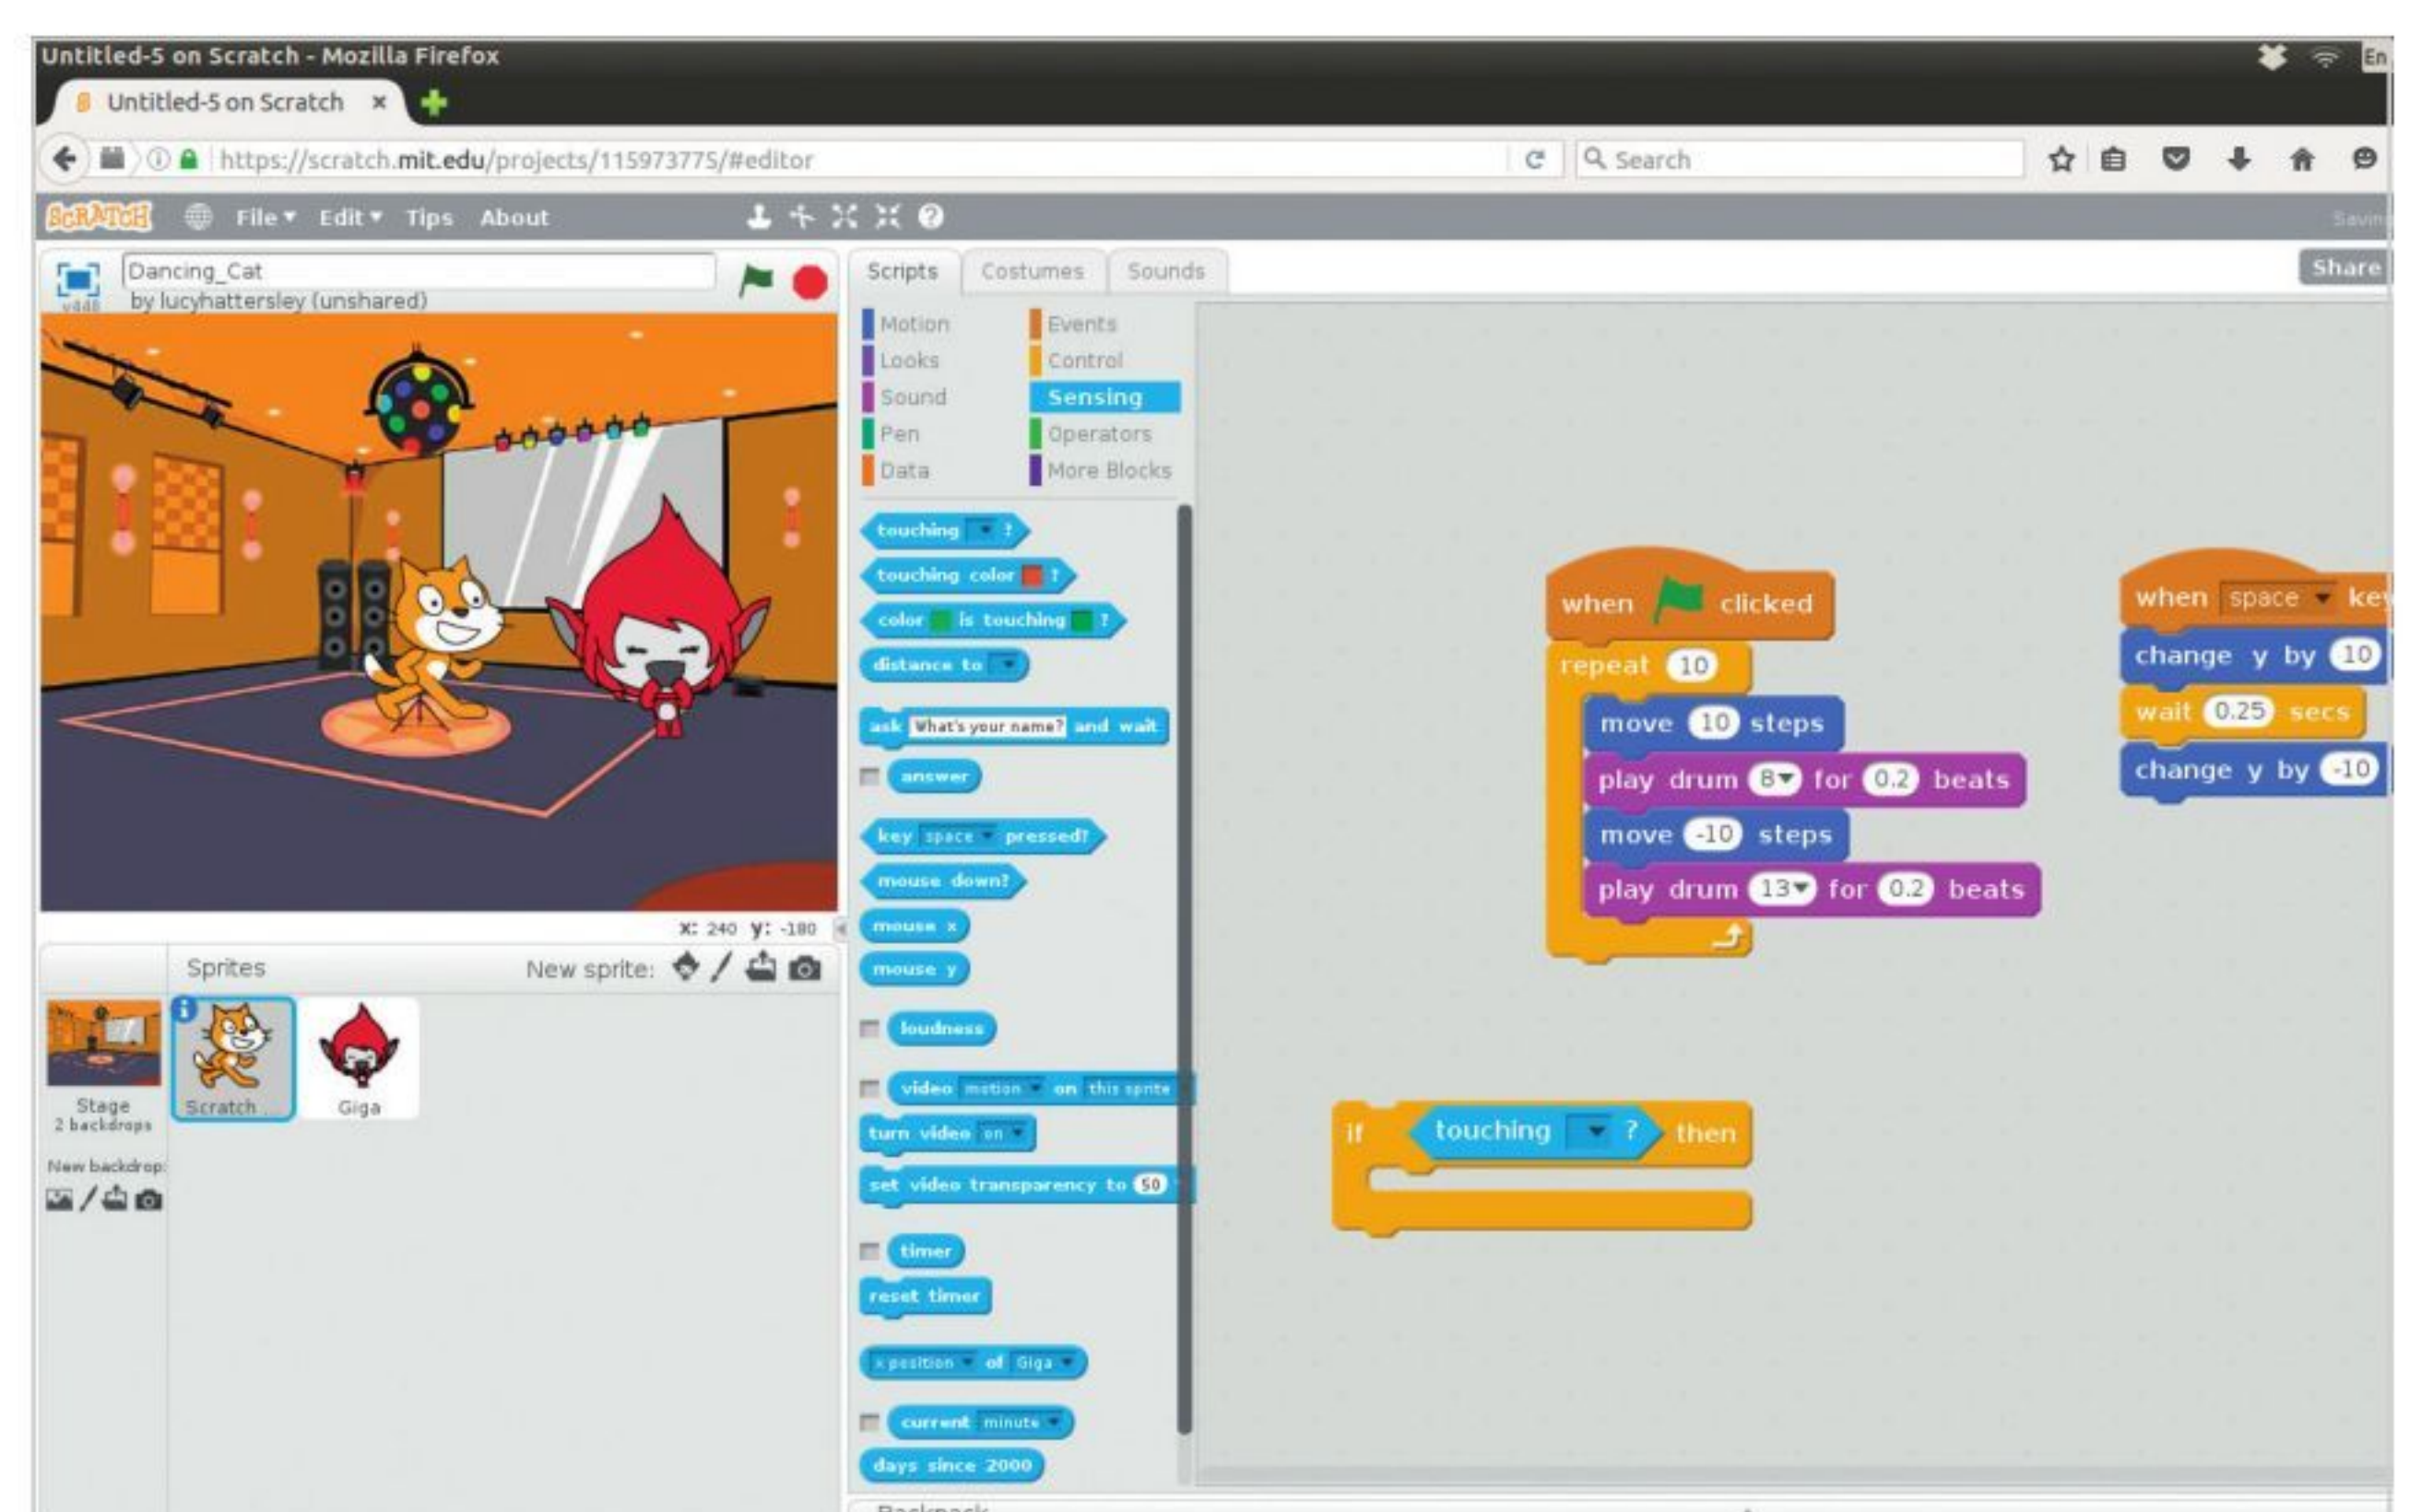 Untitled-5 on Scratch - Mozilla Firefox
En
Untitled-5 on Scratch
https://scratch.mit.edu/projects/115973775/#editor
Search
SCRATCH
File Edit Tips About
Saving
Dancing_Cat
by lucyhattersley (unshared)
v446
Scripts Costumes Sounds
Share
Motion
Looks
Sound
Pen
Data
Events
Control
Sensing
Operators
More Blocks
touching ?
touching color ?
color is touching ?
distance to
ask What's your name? and wait
answer
key space pressed?
mouse down?
mouse x
mouse y
loudness
video motion on this sprite
turn video on
set video transparency to 50
timer
reset timer
x position of Giga
current minute
days since 2000
when clicked
repeat 10
move 10 steps
play drum 8 for 0.2 beats
move -10 steps
play drum 13 for 0.2 beats
when space key
change y by 10
wait 0.25 secs
change y by -10
if touching ? then
X: 240 y: -180
Sprites
New sprite:
Stage
2 backdrops
New backdrop:
Scratch ...
Giga
Backpack